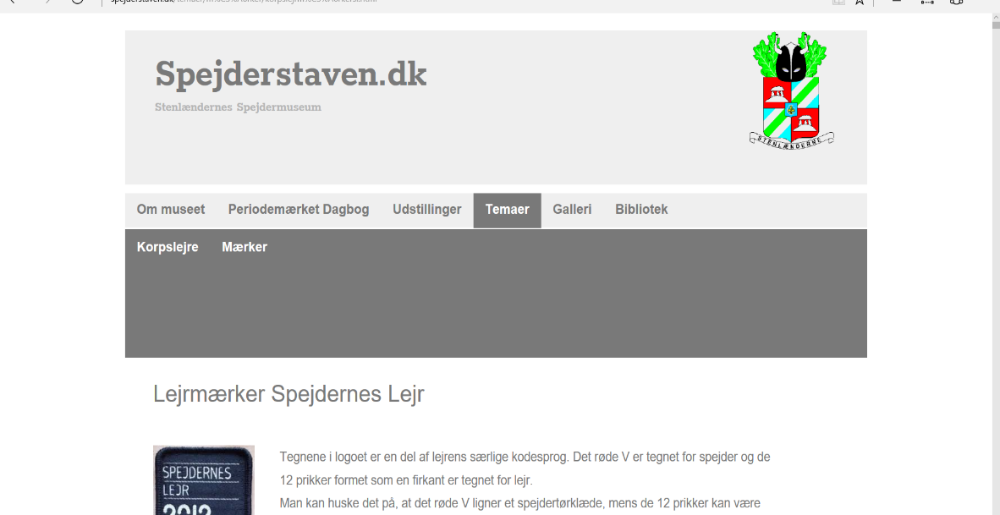 Spejderstaven.dk
Stenlændernes Spejdermuseum
STENLÆNDERNE
Om museet Periodemærket Dagbog Udstillinger Temaer Galleri Bibliotek
Korpslejre Mærker
Lejrmærker Spejdernes Lejr
SPEJDERNES
LEJR
2012
Tegnene i logoet er en del af lejrens særlige kodesprog. Det røde V er tegnet for spejder og de
12 prikker formet som en firkant er tegnet for lejr.
Man kan huske det på, at det røde V ligner et spejdertørklæde, mens de 12 prikker kan være